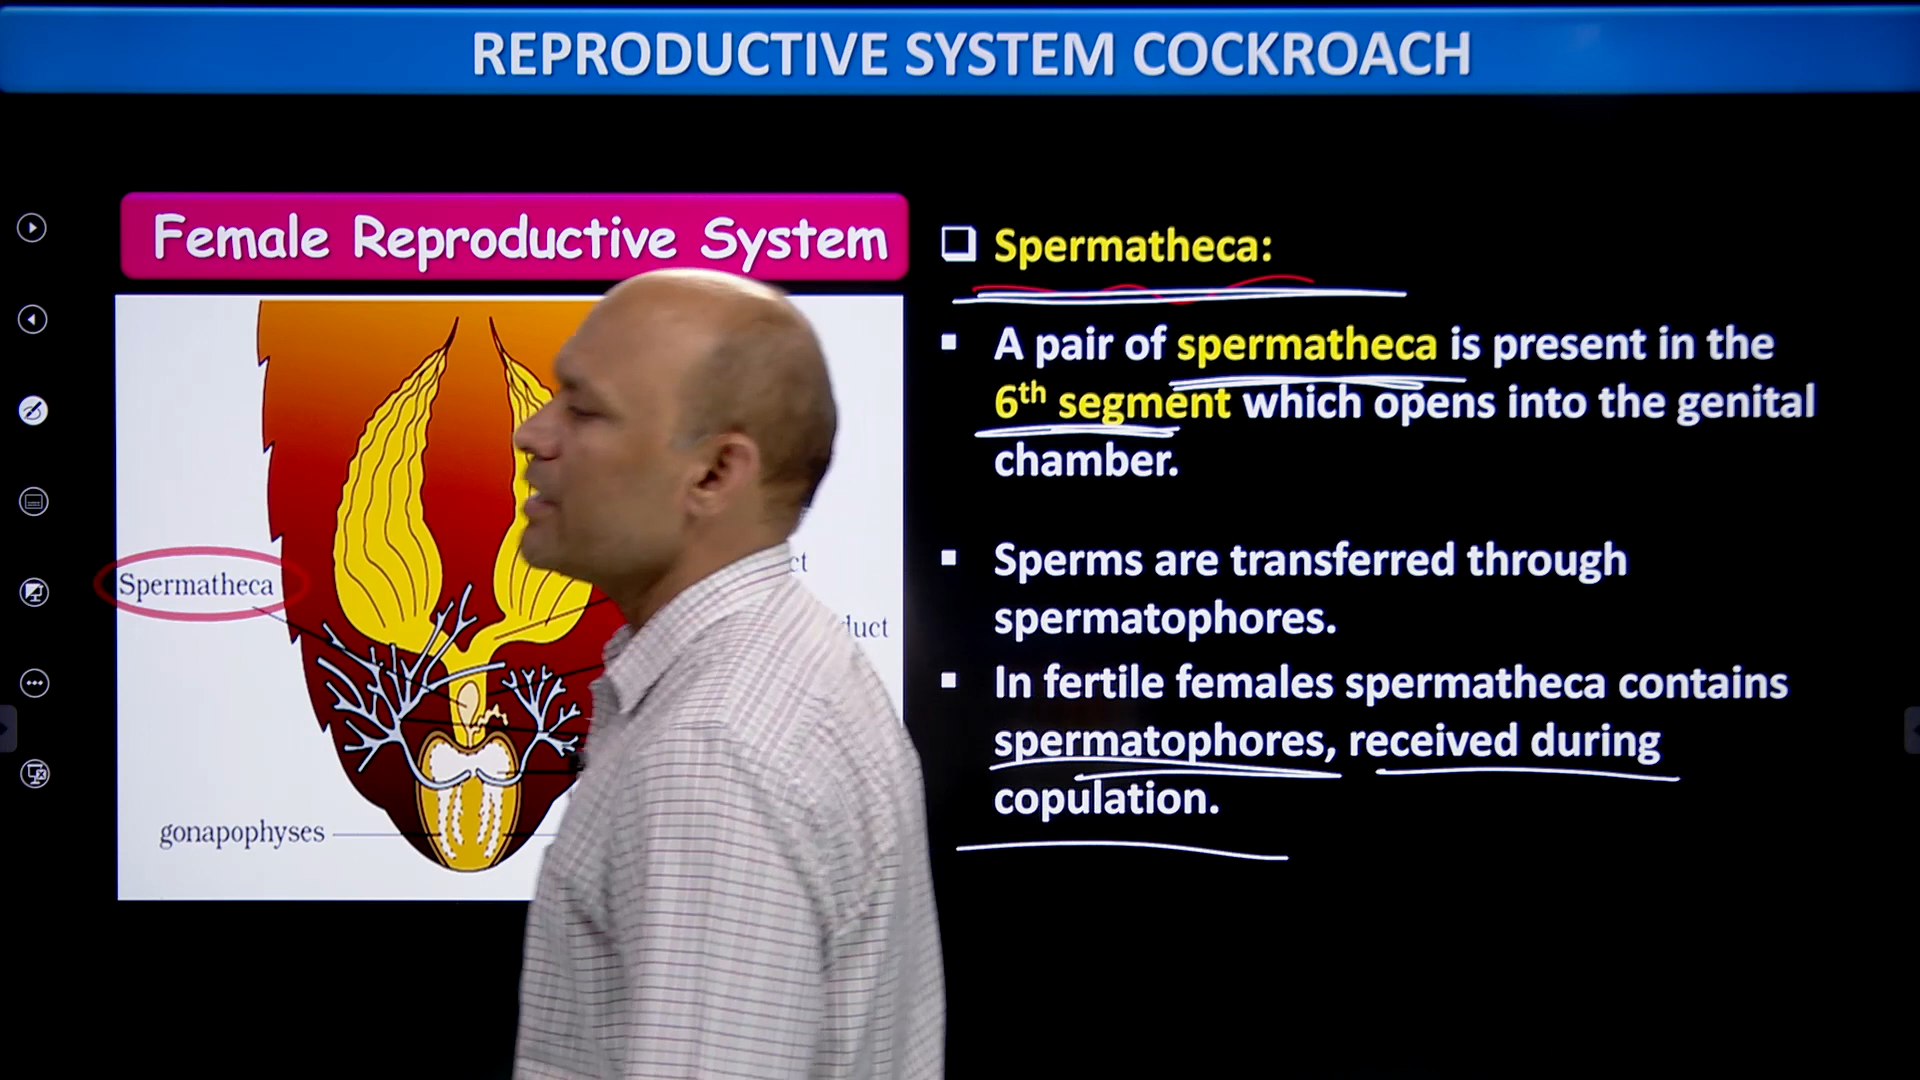 REPRODUCTIVE SYSTEM COCKROACH
Female Reproductive System
Spermatheca
gonapophyses
Spermatheca:
A pair of spermatheca is present in the
6th segment which opens into the genital
chamber.
Sperms are transferred through
spermatophores.
In fertile females spermatheca contains
spermatophores, received during
copulation.